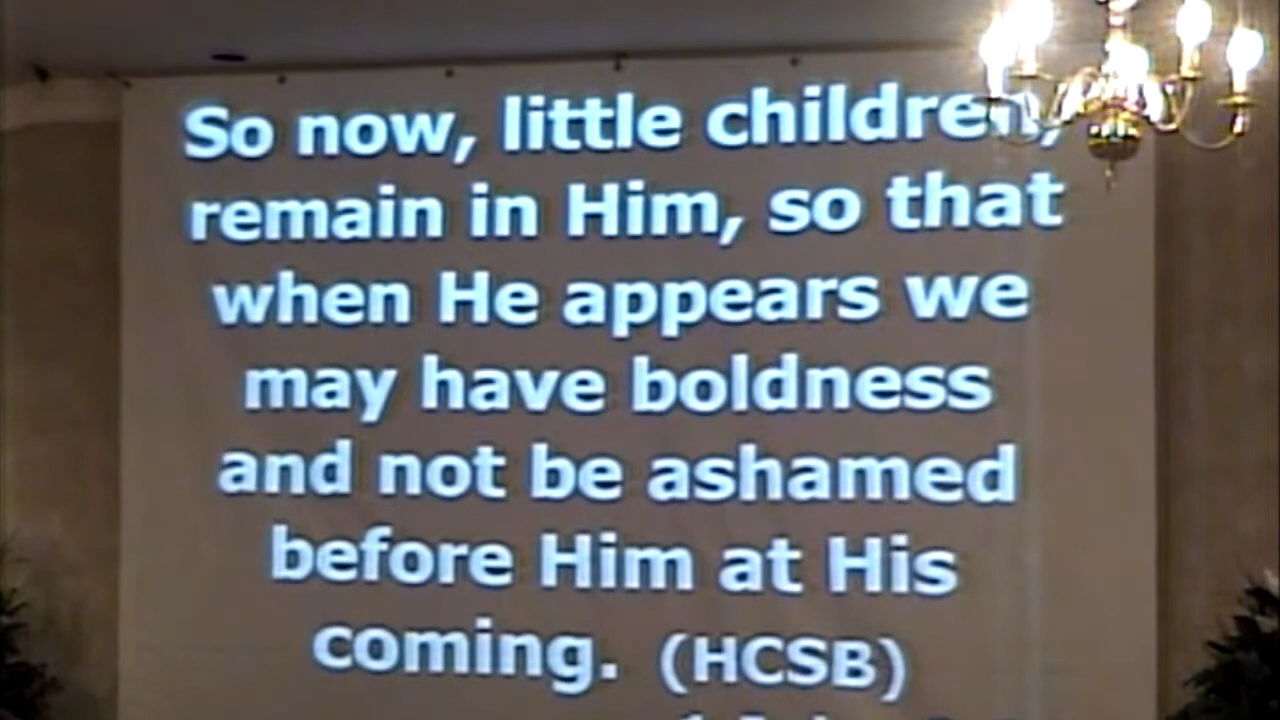 So now, little children,
remain in Him, so that
when He appears we
may have boldness
and not be ashamed
before Him at His
coming. (HCSB)